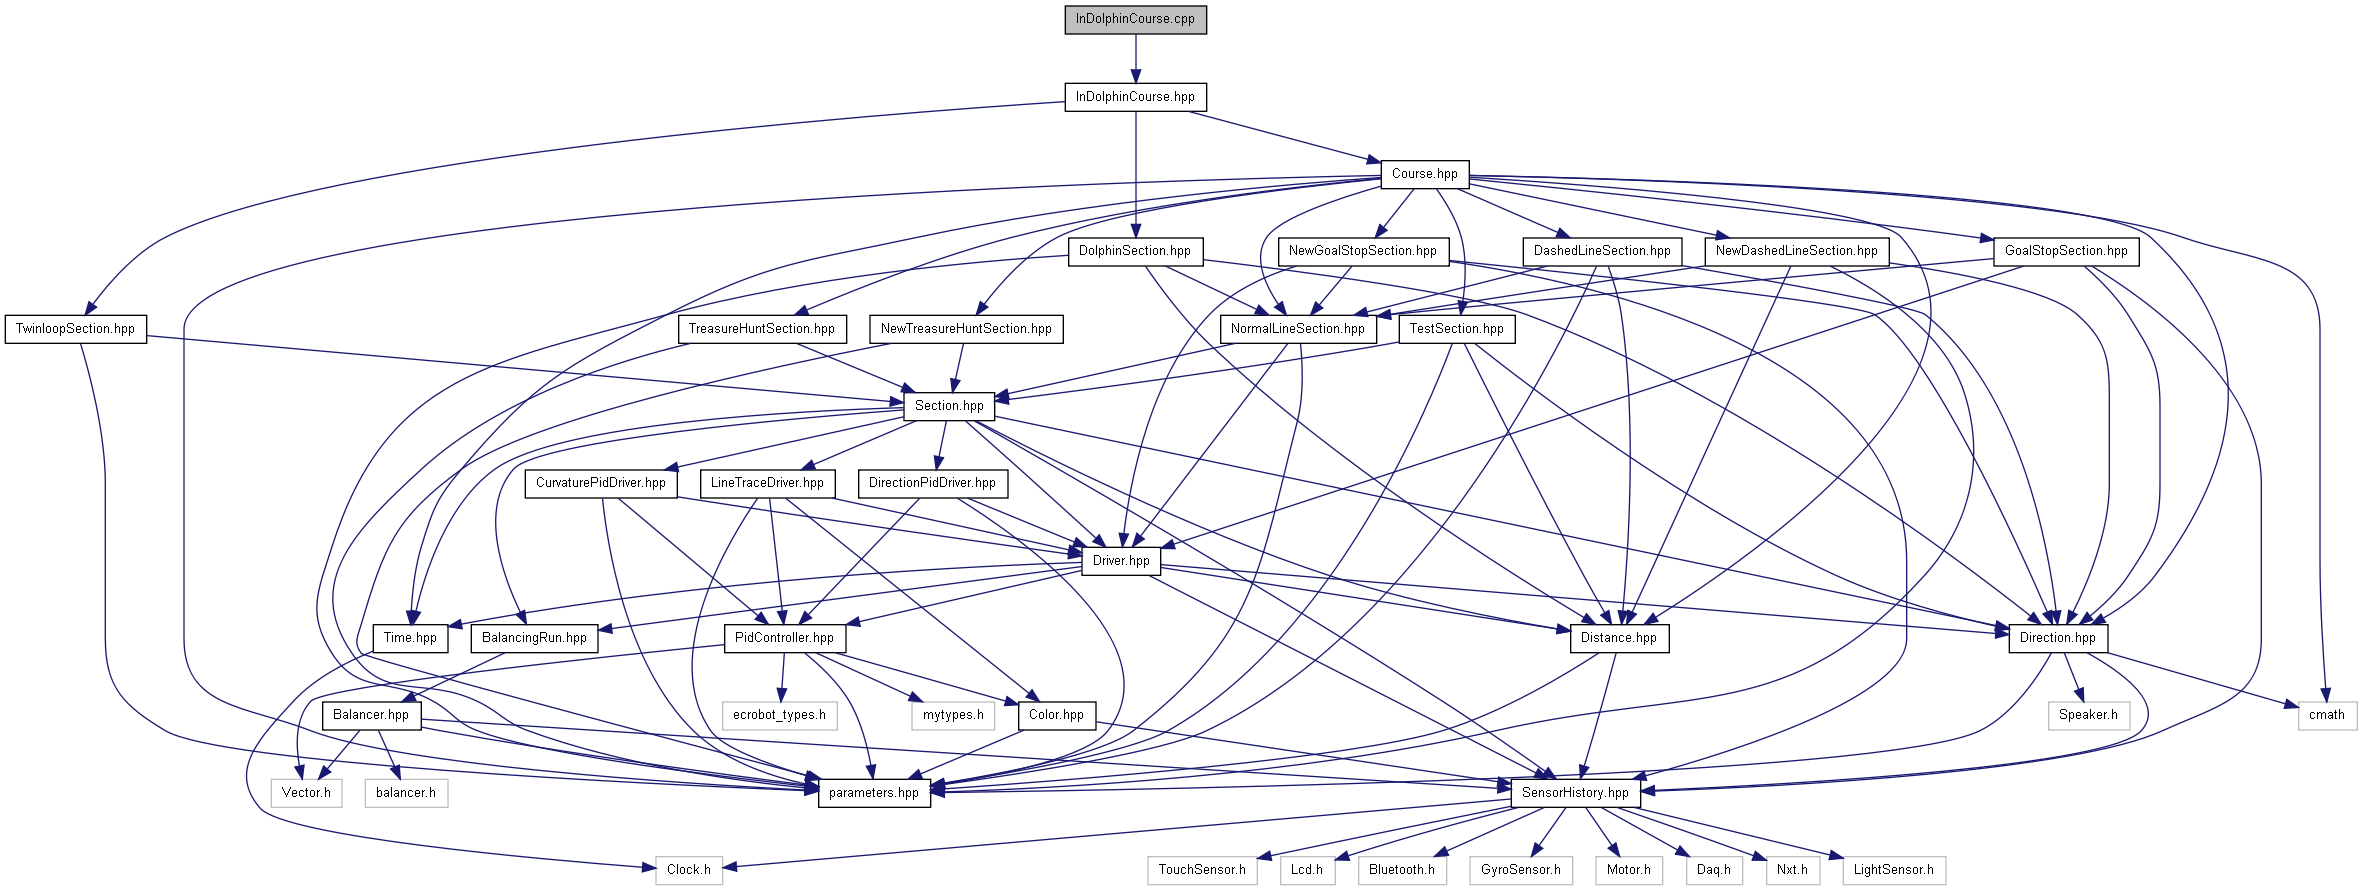 InDolphinCourse.cpp
InDolphinCourse.hpp
Course.hpp
DolphinSection.hpp
NewGoalStopSection.hpp
DashedLineSection.hpp
NewDashedLineSection.hpp
GoalStopSection.hpp
TwinloopSection.hpp
TreasureHuntSection.hpp
NewTreasureHuntSection.hpp
NormalLineSection.hpp
TestSection.hpp
Section.hpp
CurvaturePidDriver.hpp
LineTraceDriver.hpp
DirectionPidDriver.hpp
Driver.hpp
Time.hpp
BalancingRun.hpp
PidController.hpp
Distance.hpp
Direction.hpp
Balancer.hpp
ecrobot_types.h
mytypes.h
Color.hpp
Speaker.h
cmath
Vector.h
balancer.h
parameters.hpp
SensorHistory.hpp
Clock.h
TouchSensor.h
Lcd.h
Bluetooth.h
GyroSensor.h
Motor.h
Daq.h
Nxt.h
LightSensor.h